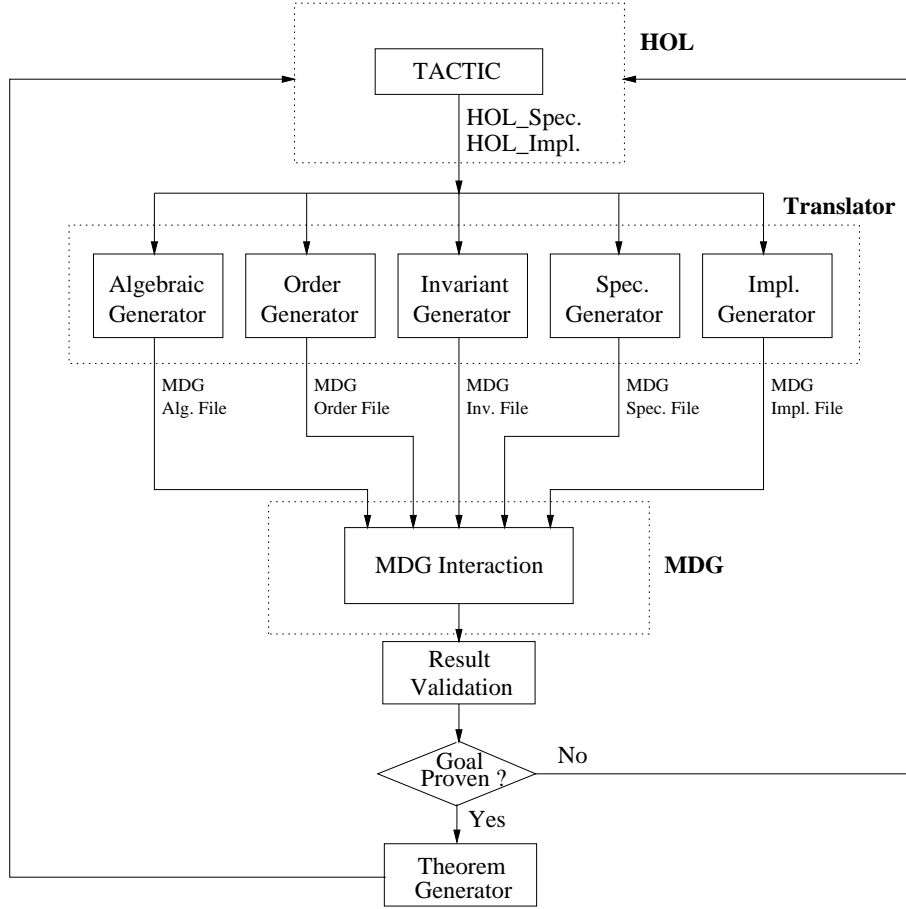 HOL
TACTIC
HOL_Spec.
HOL_Impl.
Translator
Algebraic
Generator
Order
Generator
Invariant
Generator
Spec.
Generator
Impl.
Generator
MDG
Alg. File
MDG
Order File
MDG
Inv. File
MDG
Spec. File
MDG
Impl. File
MDG Interaction
MDG
Result
Validation
Goal
Proven ?
No
Yes
Theorem
Generator